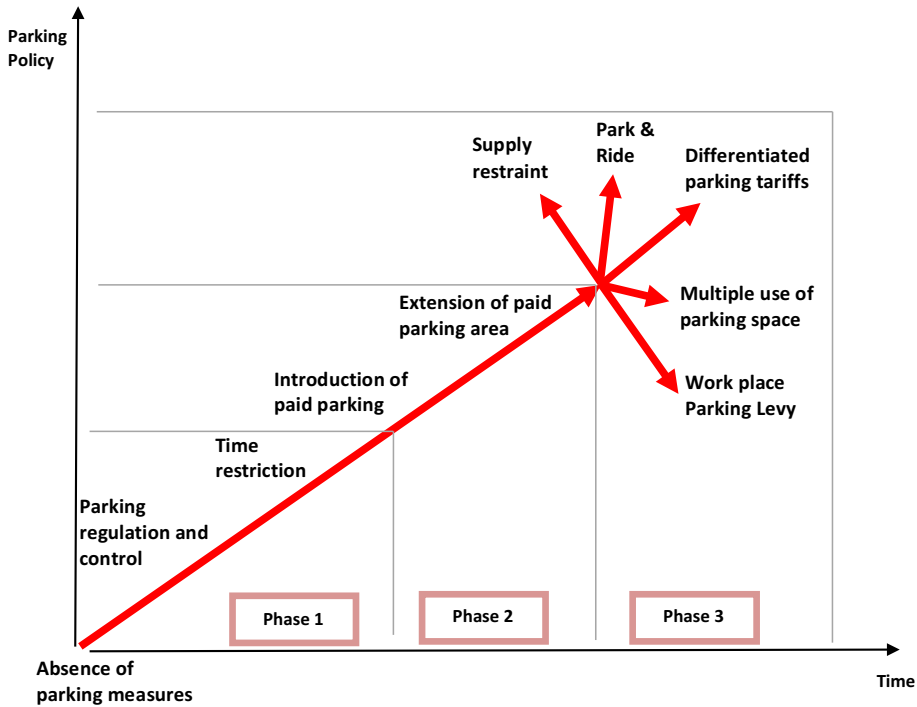 Parking
Policy
Supply
restraint
Park &
Ride
Differentiated
parking tariffs
Extension of paid
parking area
Multiple use of
parking space
Introduction of
paid parking
Work place
Parking Levy
Time
restriction
Parking
regulation and
control
Phase 1
Phase 2
Phase 3
Absence of
parking measures
Time